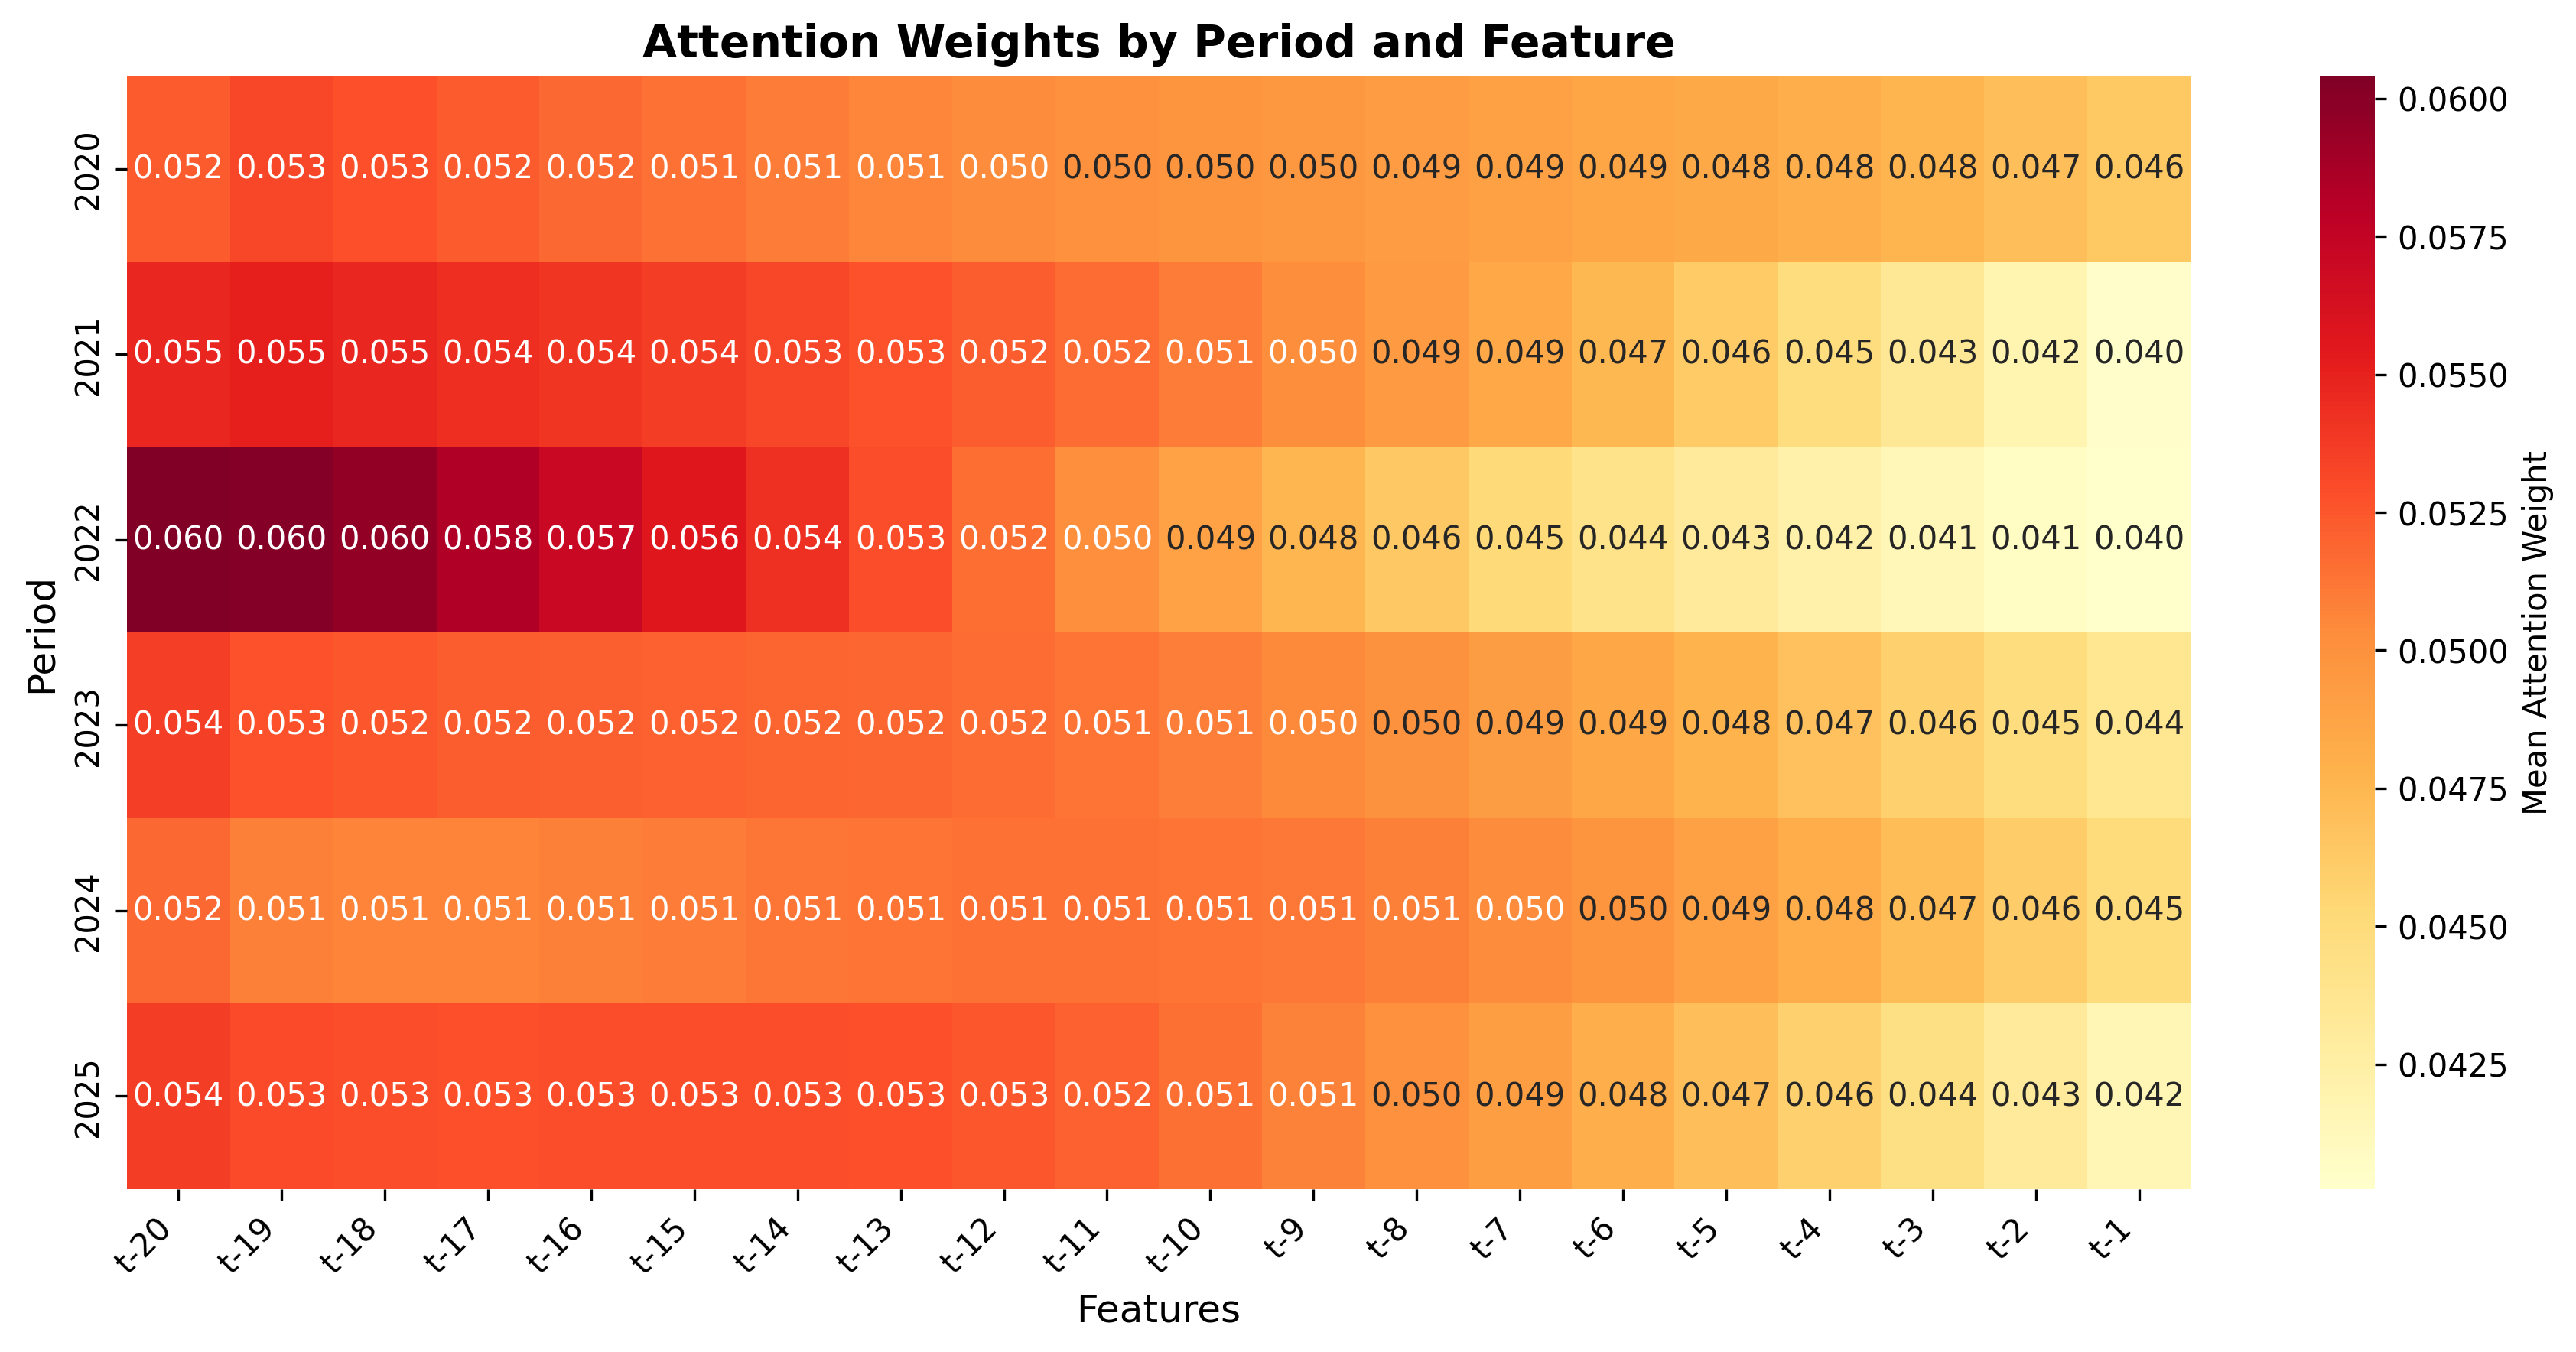 Attention Weights by Period and Feature
Period
2020
0.052 0.053 0.053 0.052 0.052 0.051 0.051 0.051 0.050 0.050 0.050 0.050 0.049 0.049 0.049 0.048 0.048 0.048 0.047 0.046
2021
0.055 0.055 0.055 0.054 0.054 0.054 0.053 0.053 0.052 0.052 0.051 0.050 0.049 0.049 0.047 0.046 0.045 0.043 0.042 0.040
2022
0.060 0.060 0.060 0.058 0.057 0.056 0.054 0.053 0.052 0.050 0.049 0.048 0.046 0.045 0.044 0.043 0.042 0.041 0.041 0.040
2023
0.054 0.053 0.052 0.052 0.052 0.052 0.052 0.052 0.052 0.051 0.051 0.050 0.050 0.049 0.049 0.048 0.047 0.046 0.045 0.044
2024
0.052 0.051 0.051 0.051 0.051 0.051 0.051 0.051 0.051 0.051 0.051 0.051 0.051 0.050 0.050 0.049 0.048 0.047 0.046 0.045
2025
0.054 0.053 0.053 0.053 0.053 0.053 0.053 0.053 0.053 0.052 0.051 0.051 0.050 0.049 0.048 0.047 0.046 0.044 0.043 0.042
t-20 t-19 t-18 t-17 t-16 t-15 t-14 t-13 t-12 t-11 t-10 t-9 t-8 t-7 t-6 t-5 t-4 t-3 t-2 t-1
Features
0.0600
0.0575
0.0550
0.0525
0.0500
0.0475
0.0450
0.0425
Mean Attention Weight